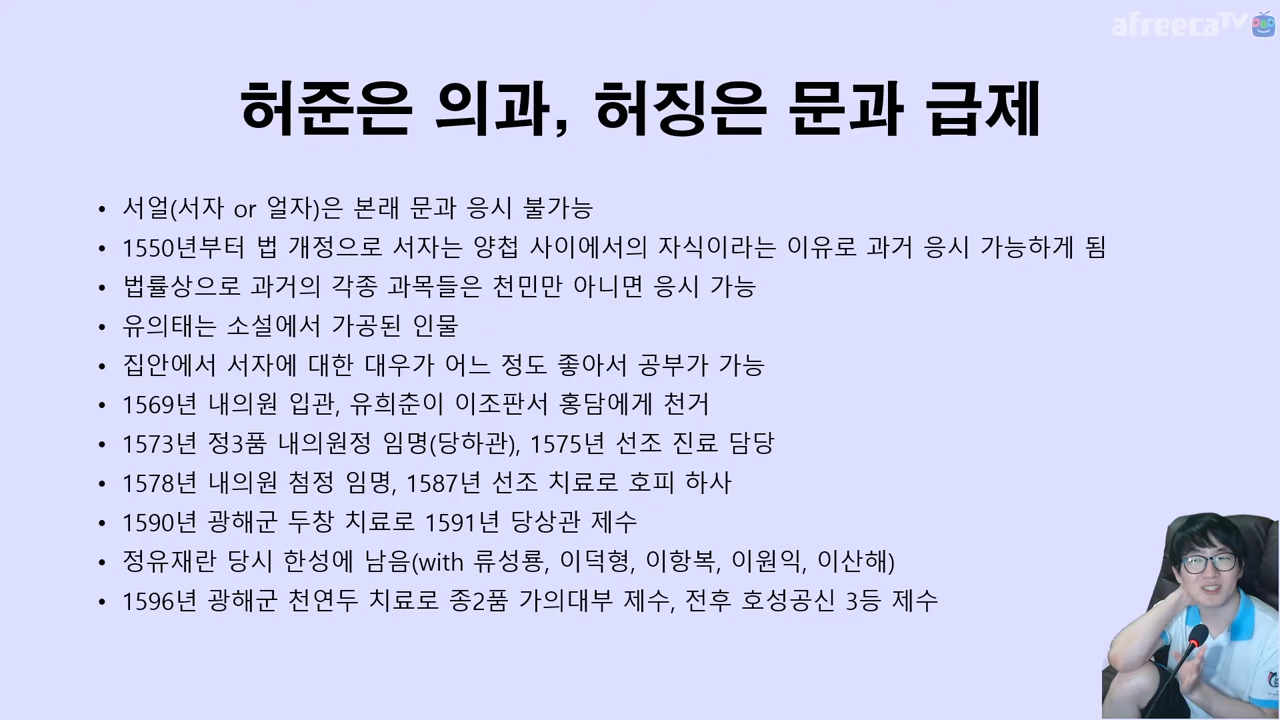 afreecaTV
허준은 의과, 허징은 문과 급제
• 서얼(서자 or 얼자)은 본래 문과 응시 불가능
• 1550년부터 법 개정으로 서자는 양첩 사이에서의 자식이라는 이유로 과거 응시 가능하게 됨
• 법률상으로 과거의 각종 과목들은 천민만 아니면 응시 가능
• 유의태는 소설에서 가공된 인물
• 집안에서 서자에 대한 대우가 어느 정도 좋아서 공부가 가능
• 1569년 내의원 입관, 유희춘이 이조판서 홍담에게 천거
• 1573년 정3품 내의원정 임명(당하관), 1575년 선조 진료 담당
• 1578년 내의원 첨정 임명, 1587년 선조 치료로 호피 하사
• 1590년 광해군 두창 치료로 1591년 당상관 제수
• 정유재란 당시 한성에 남음(with 류성룡, 이덕형, 이항복, 이원익, 이산해)
• 1596년 광해군 천연두 치료로 종2품 가의대부 제수, 전후 호성공신 3등 제수